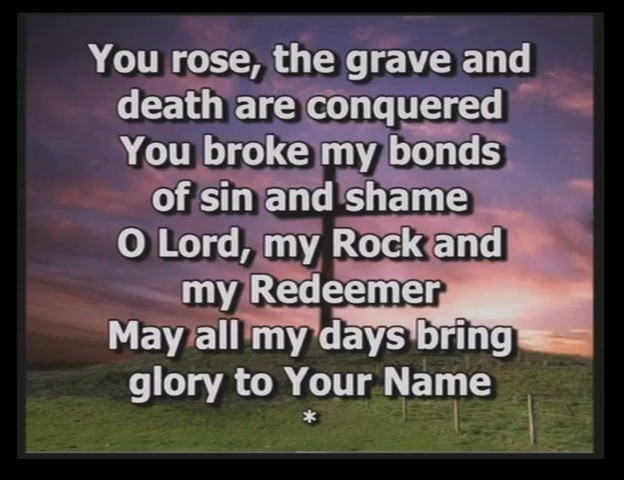 You rose, the grave and
death are conquered
You broke my bonds
of sin and shame
O Lord, my Rock and
my Redeemer
May all my days bring
glory to Your Name
*